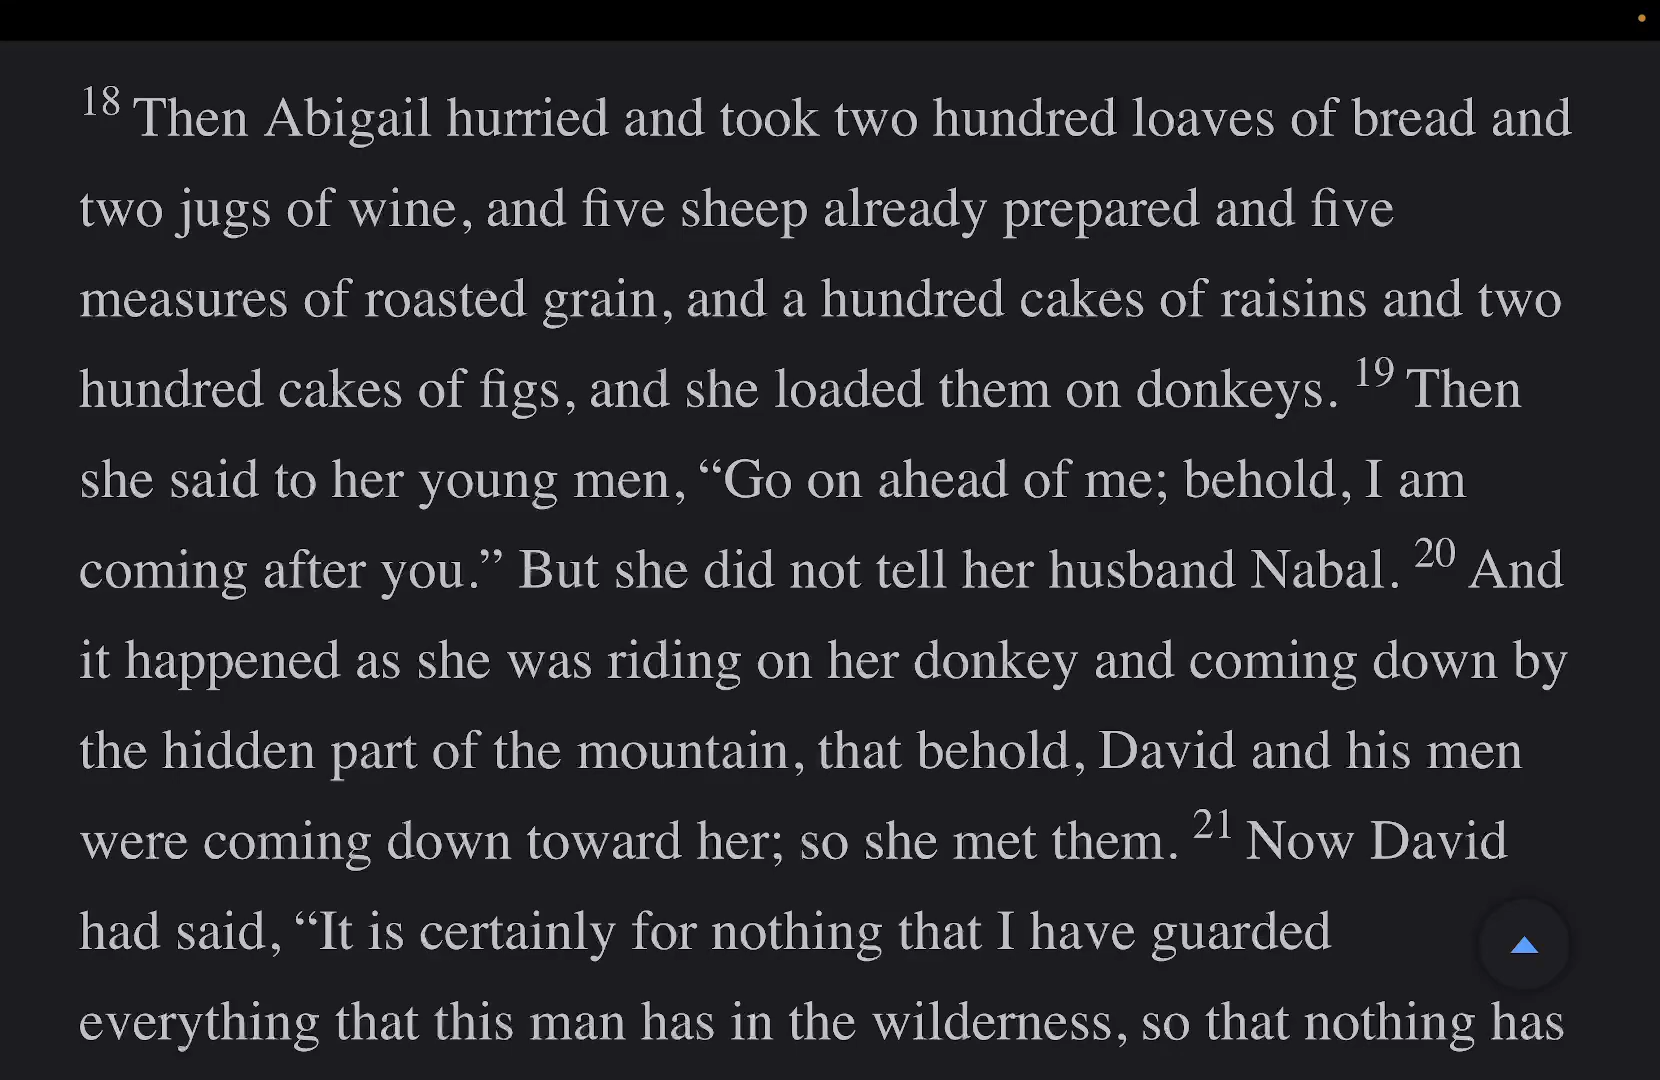 18 Then Abigail hurried and took two hundred loaves of bread and
two jugs of wine, and five sheep already prepared and five
measures of roasted grain, and a hundred cakes of raisins and two
hundred cakes of figs, and she loaded them on donkeys. 19 Then
she said to her young men, “Go on ahead of me; behold, I am
coming after you.” But she did not tell her husband Nabal. 20 And
it happened as she was riding on her donkey and coming down by
the hidden part of the mountain, that behold, David and his men
were coming down toward her; so she met them. 21 Now David
had said, “It is certainly for nothing that I have guarded
everything that this man has in the wilderness, so that nothing has